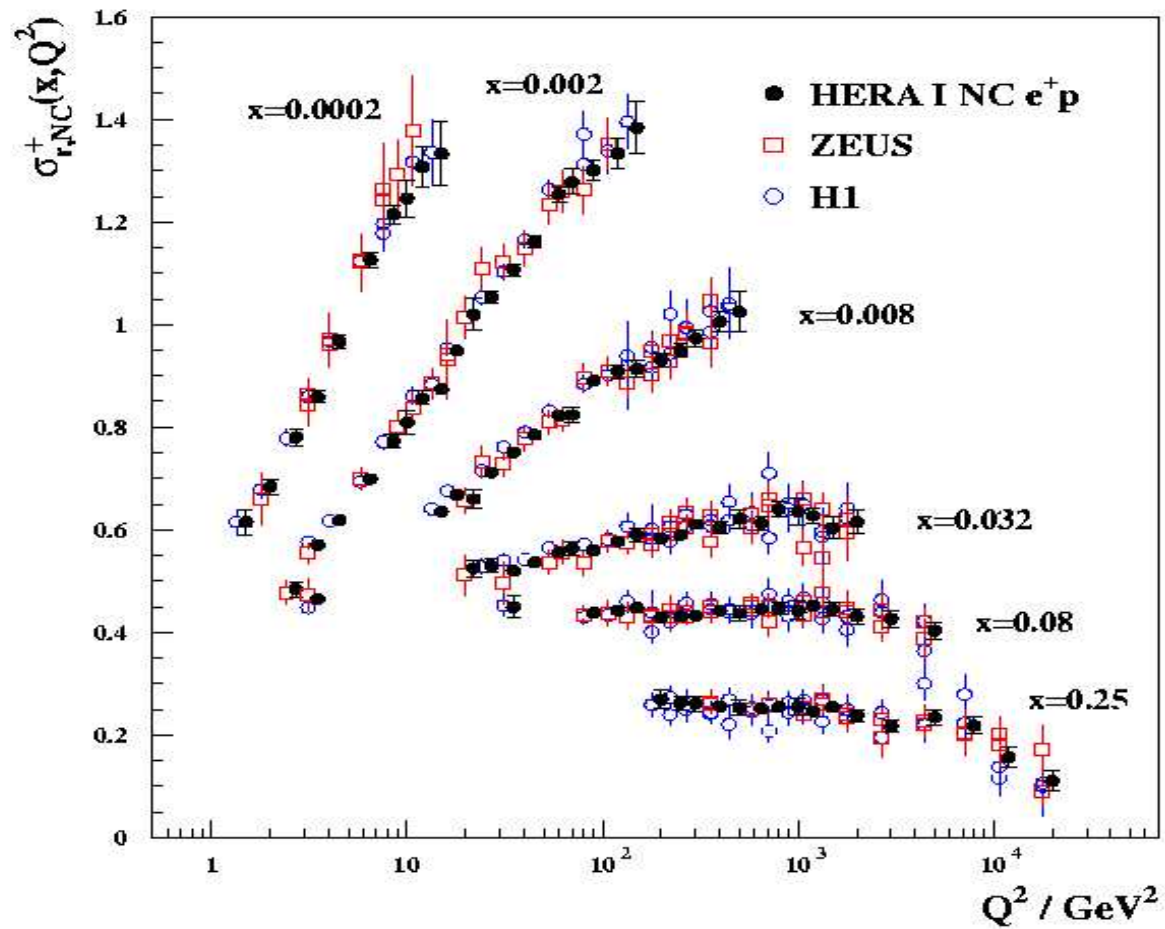 σ⁺r,NC(x,Q²)
1.6
1.4
1.2
1
0.8
0.6
0.4
0.2
0
x=0.0002
x=0.002
x=0.008
x=0.032
x=0.08
x=0.25
HERA I NC e⁺p
ZEUS
H1
1
10
10²
10³
10⁴
Q² / GeV²